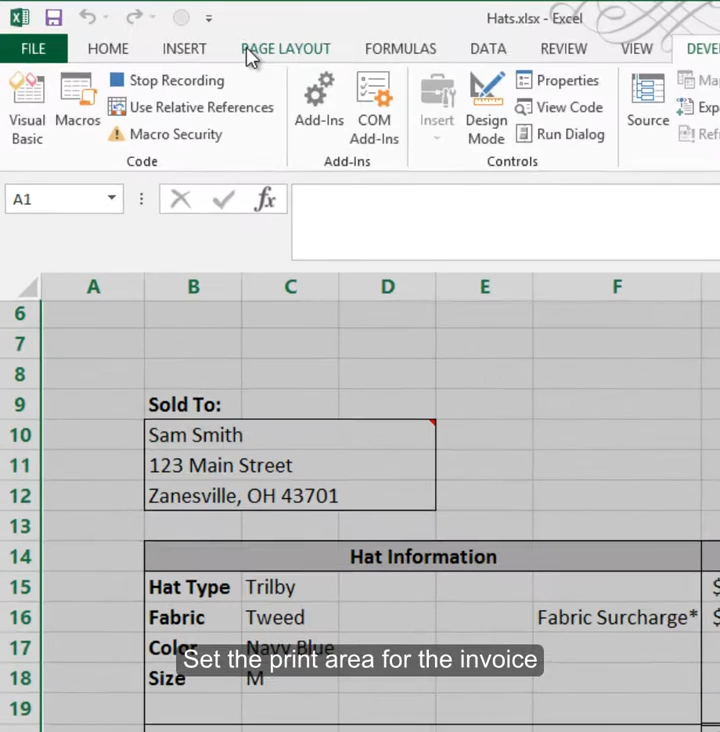 Hats.xlsx - Excel
FILE HOME INSERT PAGE LAYOUT FORMULAS DATA REVIEW VIEW DEVE
Visual Basic
Macros
Stop Recording
Use Relative References
Macro Security
Code
Add-Ins
COM Add-Ins
Add-Ins
Insert
Design Mode
Properties
View Code
Run Dialog
Controls
Source
Map
Exp
Ref
A1
fx
A B C D E F
6
7
8
9 Sold To:
10 Sam Smith
11 123 Main Street
12 Zanesville, OH 43701
13
14 Hat Information
15 Hat Type Trilby $
16 Fabric Tweed Fabric Surcharge* $
17 Color Navy Blue
Set the print area for the invoice
18 Size M
19